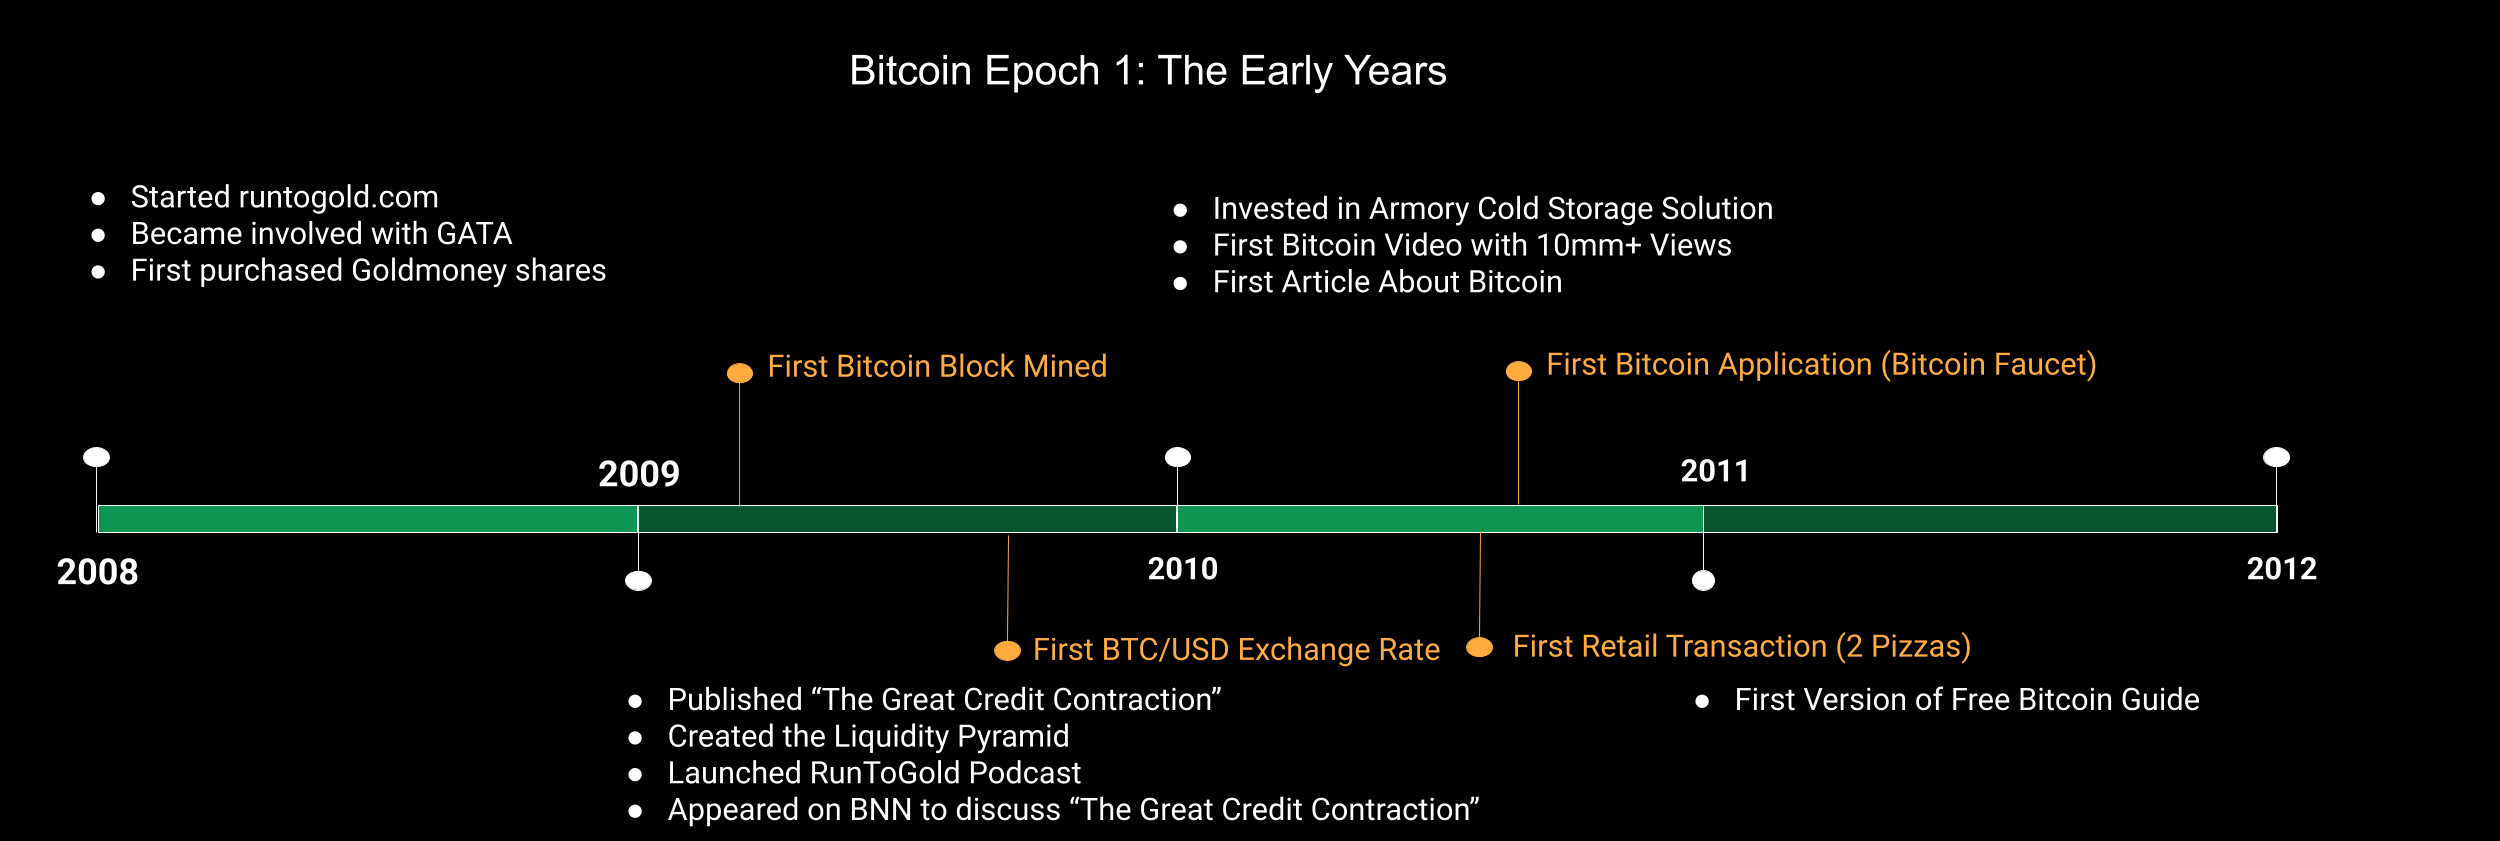 Bitcoin Epoch 1: The Early Years
● Started runtogold.com
● Became involved with GATA
● First purchased Goldmoney shares
● Invested in Armory Cold Storage Solution
● First Bitcoin Video with 10mm+ Views
● First Article About Bitcoin
First Bitcoin Block Mined
First Bitcoin Application (Bitcoin Faucet)
2009
2011
2008
2010
2012
First BTC/USD Exchange Rate
First Retail Transaction (2 Pizzas)
● Published “The Great Credit Contraction”
● Created the Liquidity Pyramid
● Launched RunToGold Podcast
● Appeared on BNN to discuss “The Great Credit Contraction”
● First Version of Free Bitcoin Guide